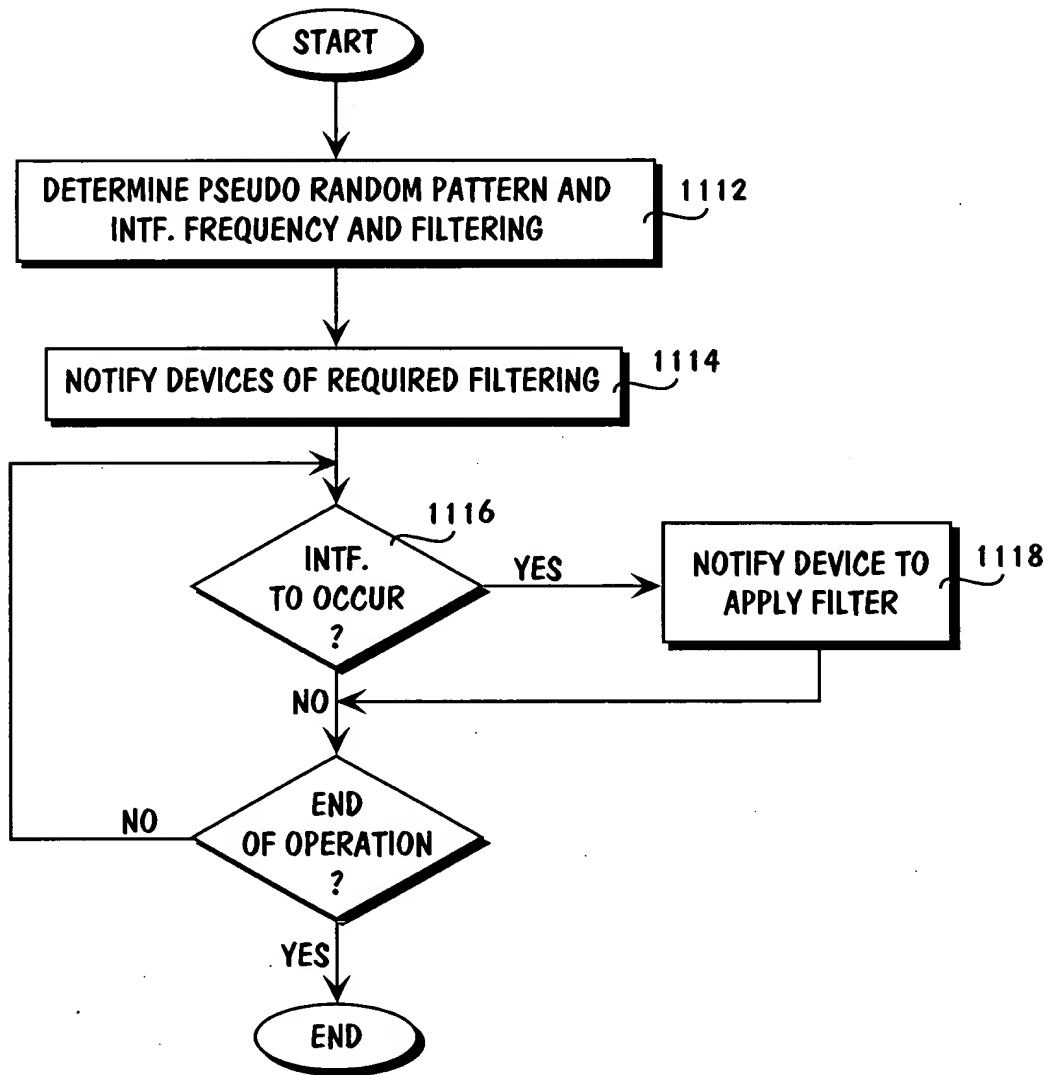 START
DETERMINE PSEUDO RANDOM PATTERN AND
INTF. FREQUENCY AND FILTERING
1112
NOTIFY DEVICES OF REQUIRED FILTERING
1114
1116
INTF.
TO OCCUR
?
YES
NOTIFY DEVICE TO
APPLY FILTER
1118
NO
END
OF OPERATION
?
NO
YES
END